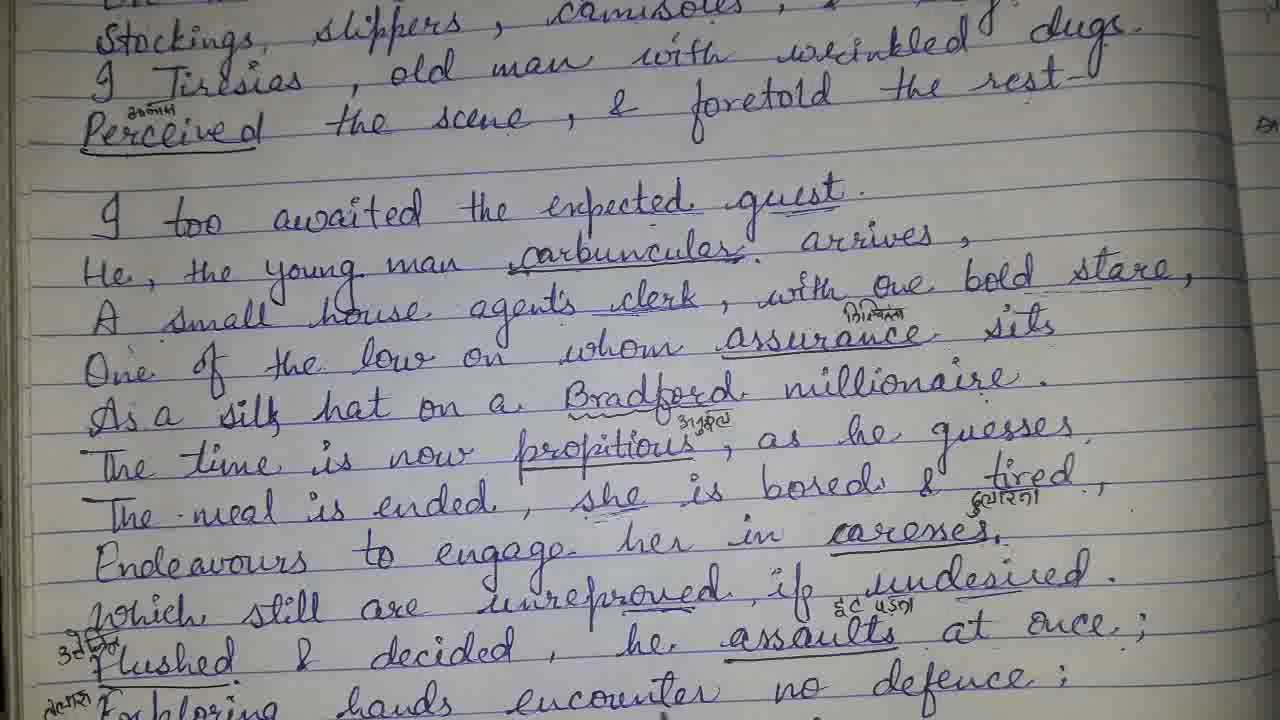 Stockings, slippers, camisoles,
I Tiresias, old man with wrinkled dugs.
Perceived the scene, & foretold the rest-
I too awaited the expected guest.
He, the young man carbuncular. arrives,
A small house agent's clerk, with one bold stare,
निश्चिंतता
One of the low on whom assurance sits
As a silk hat on a Bradford millionaire.
अनुकूल
The time is now propitious, as he guesses.
The meal is ended, she is bored & tired,
दुलारना
Endeavours to engage her in caresses.
Which still are unreproved, if undesired.
टूट पड़ना
Flushed & decided, he assaults at once;
Exploring hands encounter no defence;